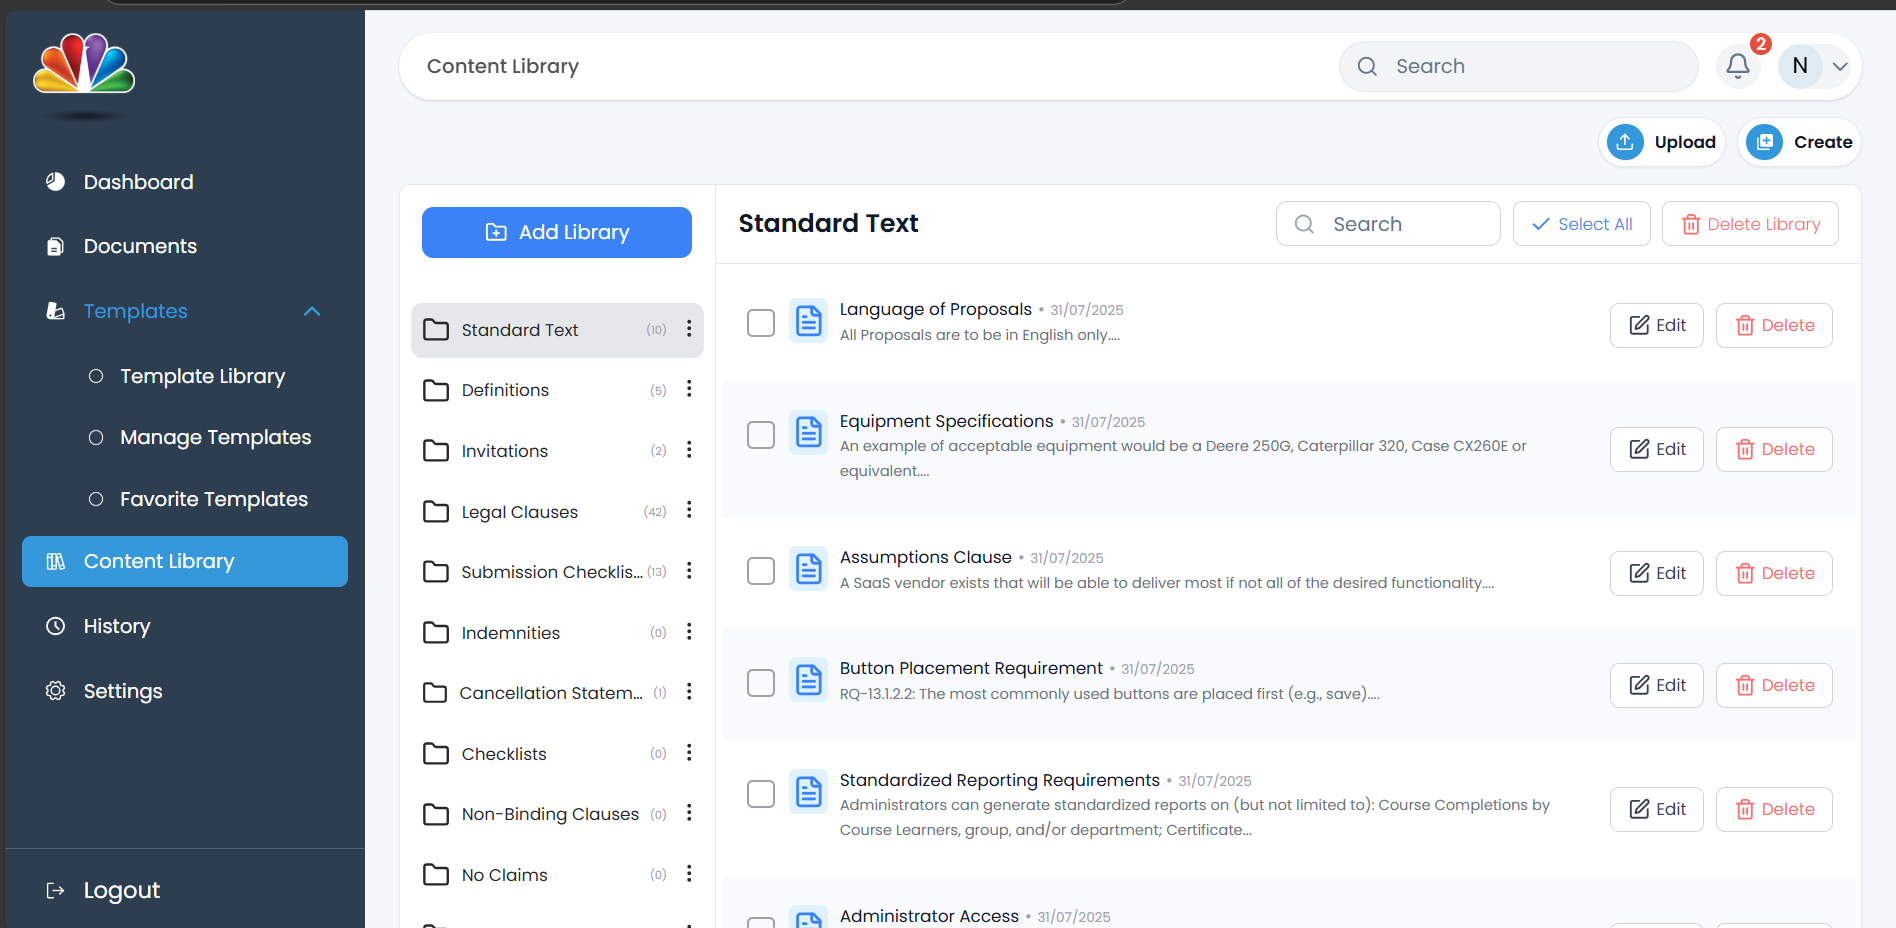 Content Library
Search
2
N
Upload
Create
Dashboard
Documents
Templates
Template Library
Manage Templates
Favorite Templates
Content Library
History
Settings
Logout
Add Library
Standard Text (10)
Definitions (5)
Invitations (2)
Legal Clauses (42)
Submission Checklis... (13)
Indemnities (0)
Cancellation Statem... (1)
Checklists (0)
Non-Binding Clauses (0)
No Claims (0)
Standard Text
Search
Select All
Delete Library
Language of Proposals • 31/07/2025
All Proposals are to be in English only....
Edit
Delete
Equipment Specifications • 31/07/2025
An example of acceptable equipment would be a Deere 250G, Caterpillar 320, Case CX260E or
equivalent....
Edit
Delete
Assumptions Clause • 31/07/2025
A SaaS vendor exists that will be able to deliver most if not all of the desired functionality....
Edit
Delete
Button Placement Requirement • 31/07/2025
RQ-13.1.2.2: The most commonly used buttons are placed first (e.g., save)....
Edit
Delete
Standardized Reporting Requirements • 31/07/2025
Administrators can generate standardized reports on (but not limited to): Course Completions by
Course Learners, group, and/or department; Certificate...
Edit
Delete
Administrator Access • 31/07/2025